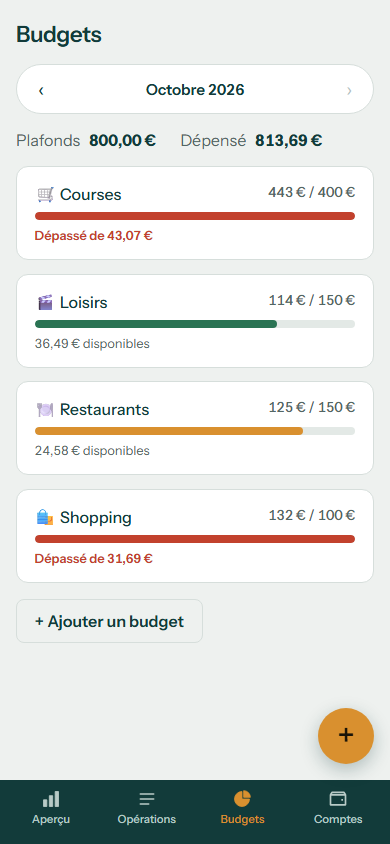 Budgets
‹ Octobre 2026 ›
Plafonds 800,00 € Dépensé 813,69 €
Courses 443 € / 400 €
Dépassé de 43,07 €
Loisirs 114 € / 150 €
36,49 € disponibles
Restaurants 125 € / 150 €
24,58 € disponibles
Shopping 132 € / 100 €
Dépassé de 31,69 €
+ Ajouter un budget
+
Aperçu Opérations Budgets Comptes